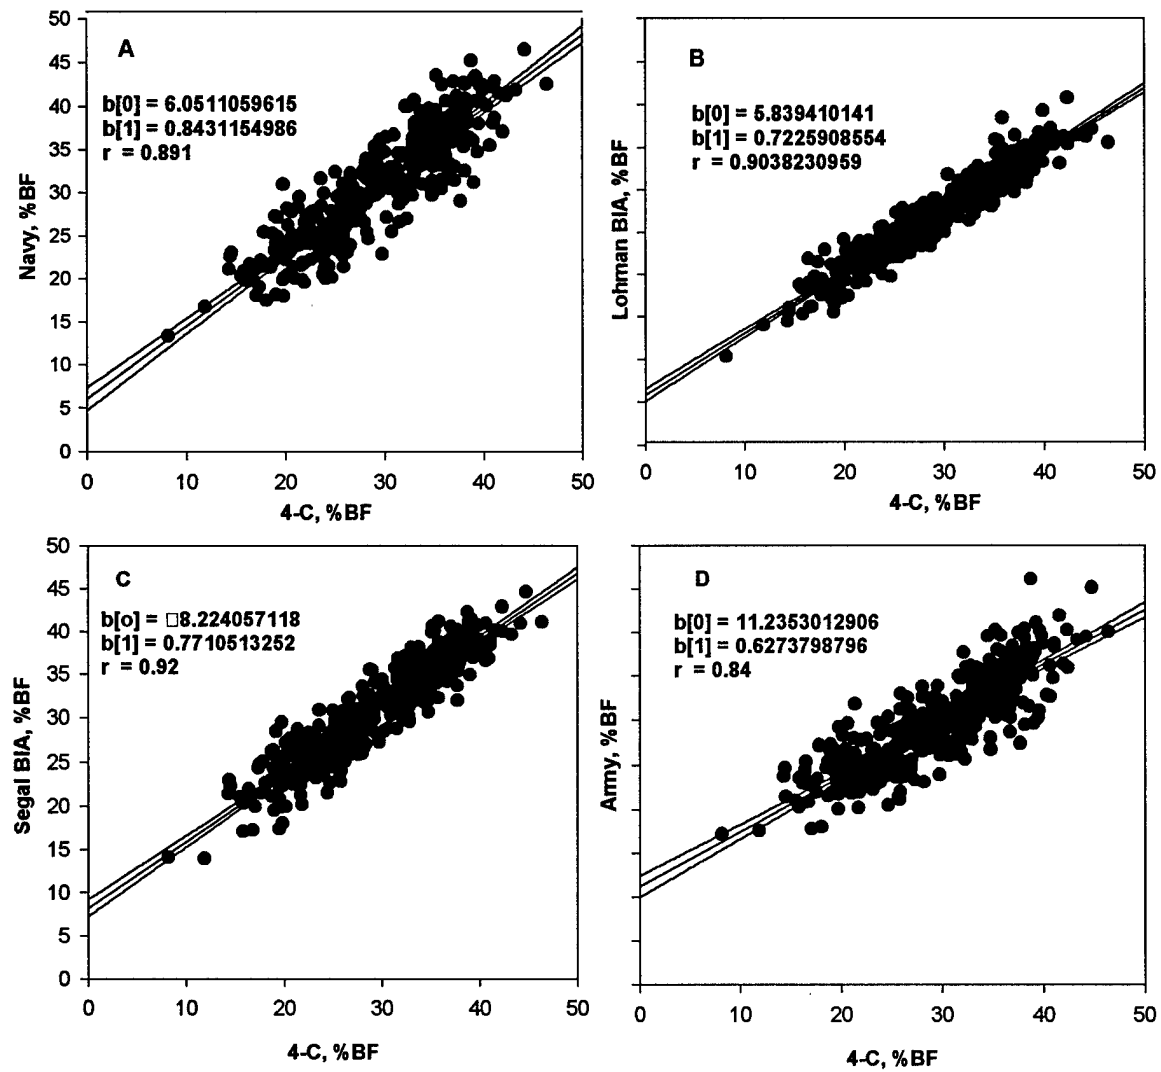 A
b[0] = 6.0511059615
b[1] = 0.8431154986
r = 0.891
Navy, %BF
50
45
40
35
30
25
20
15
10
5
0
0 10 20 30 40 50
4-C, %BF
B
b[0] = 5.839410141
b[1] = 0.7225908554
r = 0.9038230959
Lohman BIA, %BF
0 10 20 30 40 50
4-C, %BF
C
b[o] = □8.224057118
b[1] = 0.7710513252
r = 0.92
Segal BIA, %BF
50
45
40
35
30
25
20
15
10
5
0
0 10 20 30 40 50
4-C, %BF
D
b[0] = 11.2353012906
b[1] = 0.6273798796
r = 0.84
Army, %BF
0 10 20 30 40 50
4-C, %BF